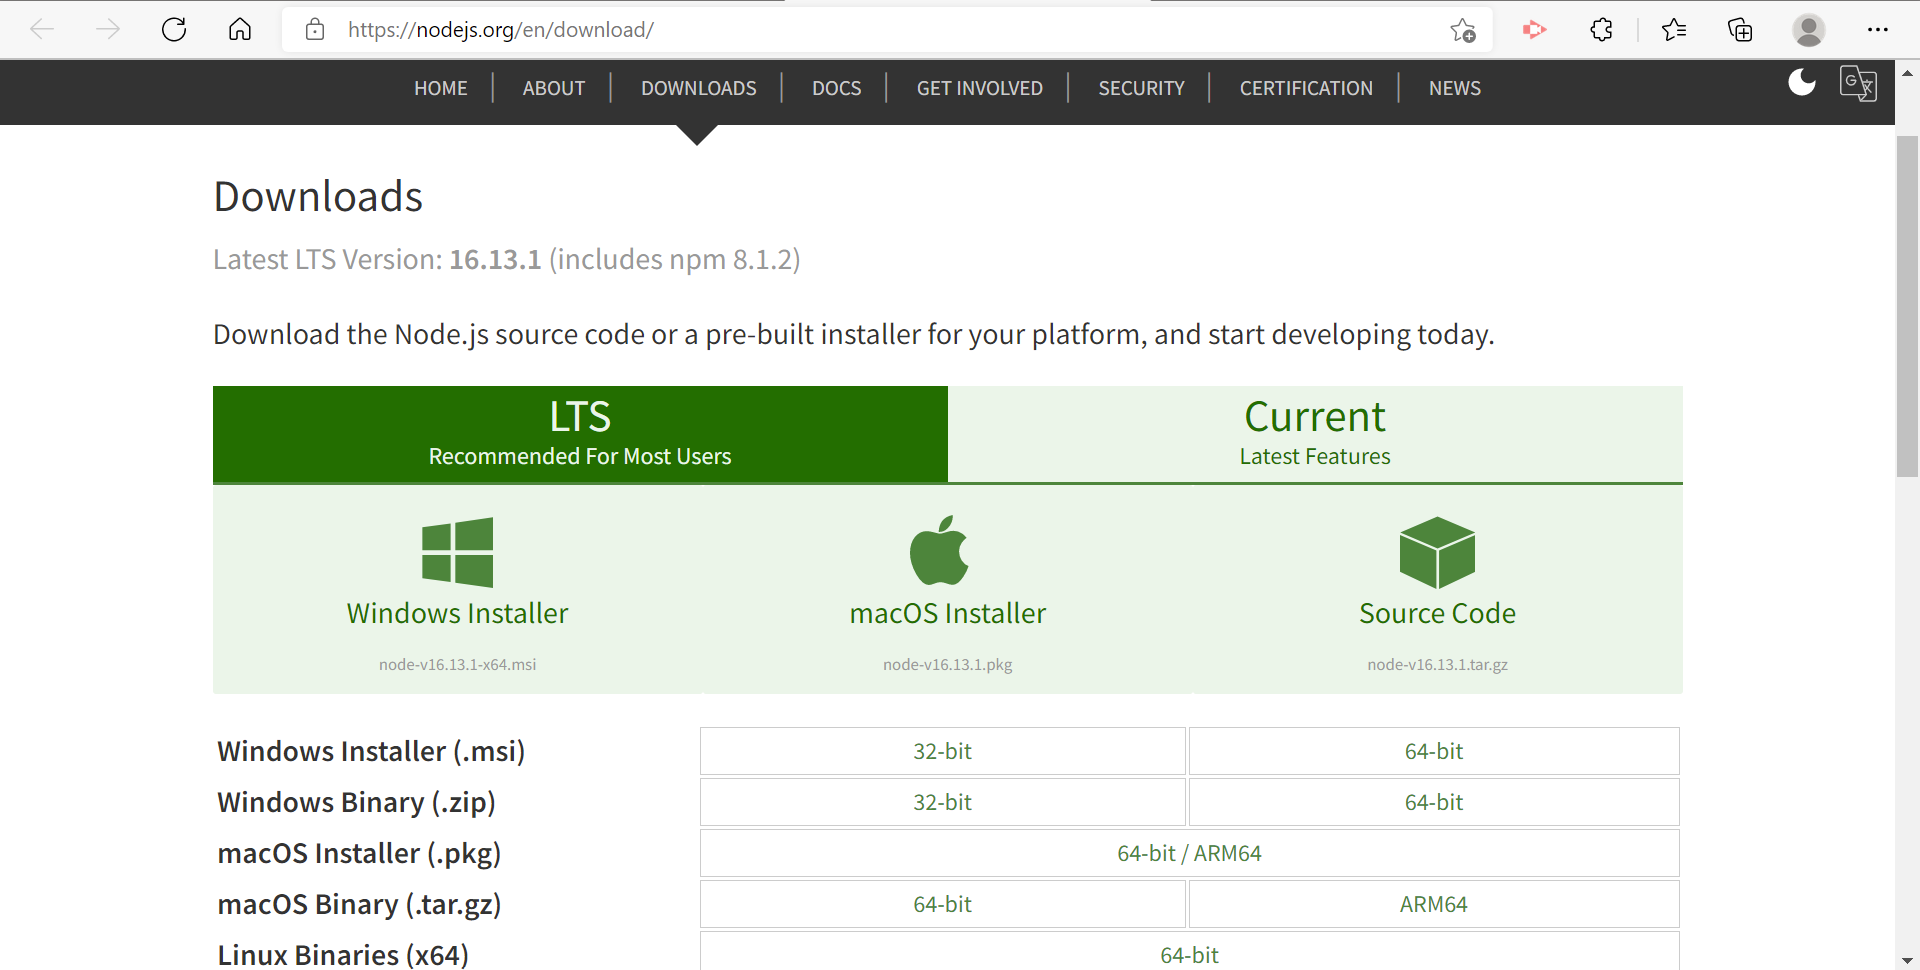 https://nodejs.org/en/download/
HOME ABOUT DOWNLOADS DOCS GET INVOLVED SECURITY CERTIFICATION NEWS
Downloads
Latest LTS Version: 16.13.1 (includes npm 8.1.2)
Download the Node.js source code or a pre-built installer for your platform, and start developing today.
LTS
Recommended For Most Users
Current
Latest Features
Windows Installer
node-v16.13.1-x64.msi
macOS Installer
node-v16.13.1.pkg
Source Code
node-v16.13.1.tar.gz
Windows Installer (.msi) 32-bit 64-bit
Windows Binary (.zip) 32-bit 64-bit
macOS Installer (.pkg) 64-bit / ARM64
macOS Binary (.tar.gz) 64-bit ARM64
Linux Binaries (x64) 64-bit